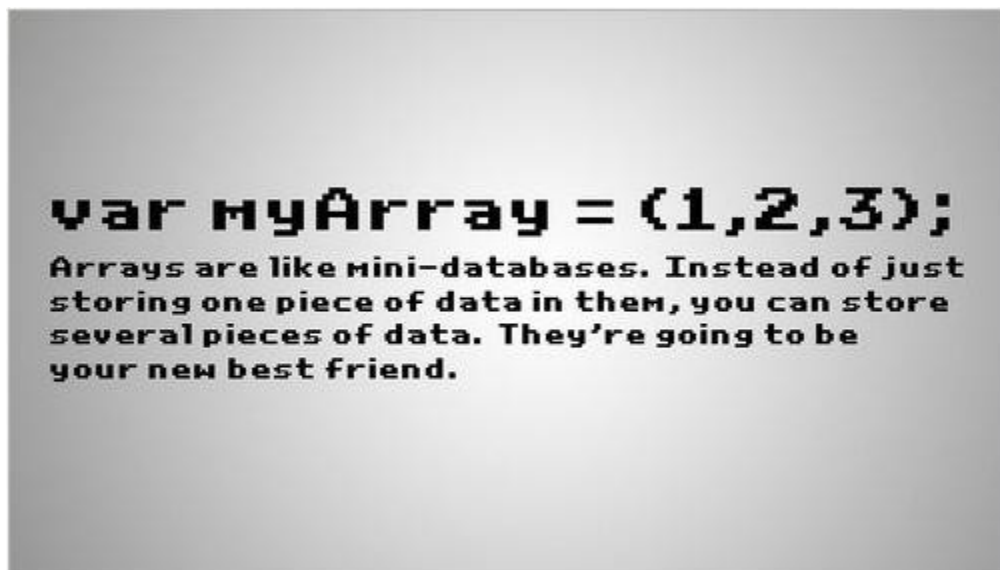 var myArray = (1,2,3);
Arrays are like mini-databases. Instead of just
storing one piece of data in them, you can store
several pieces of data. They're going to be
your new best friend.